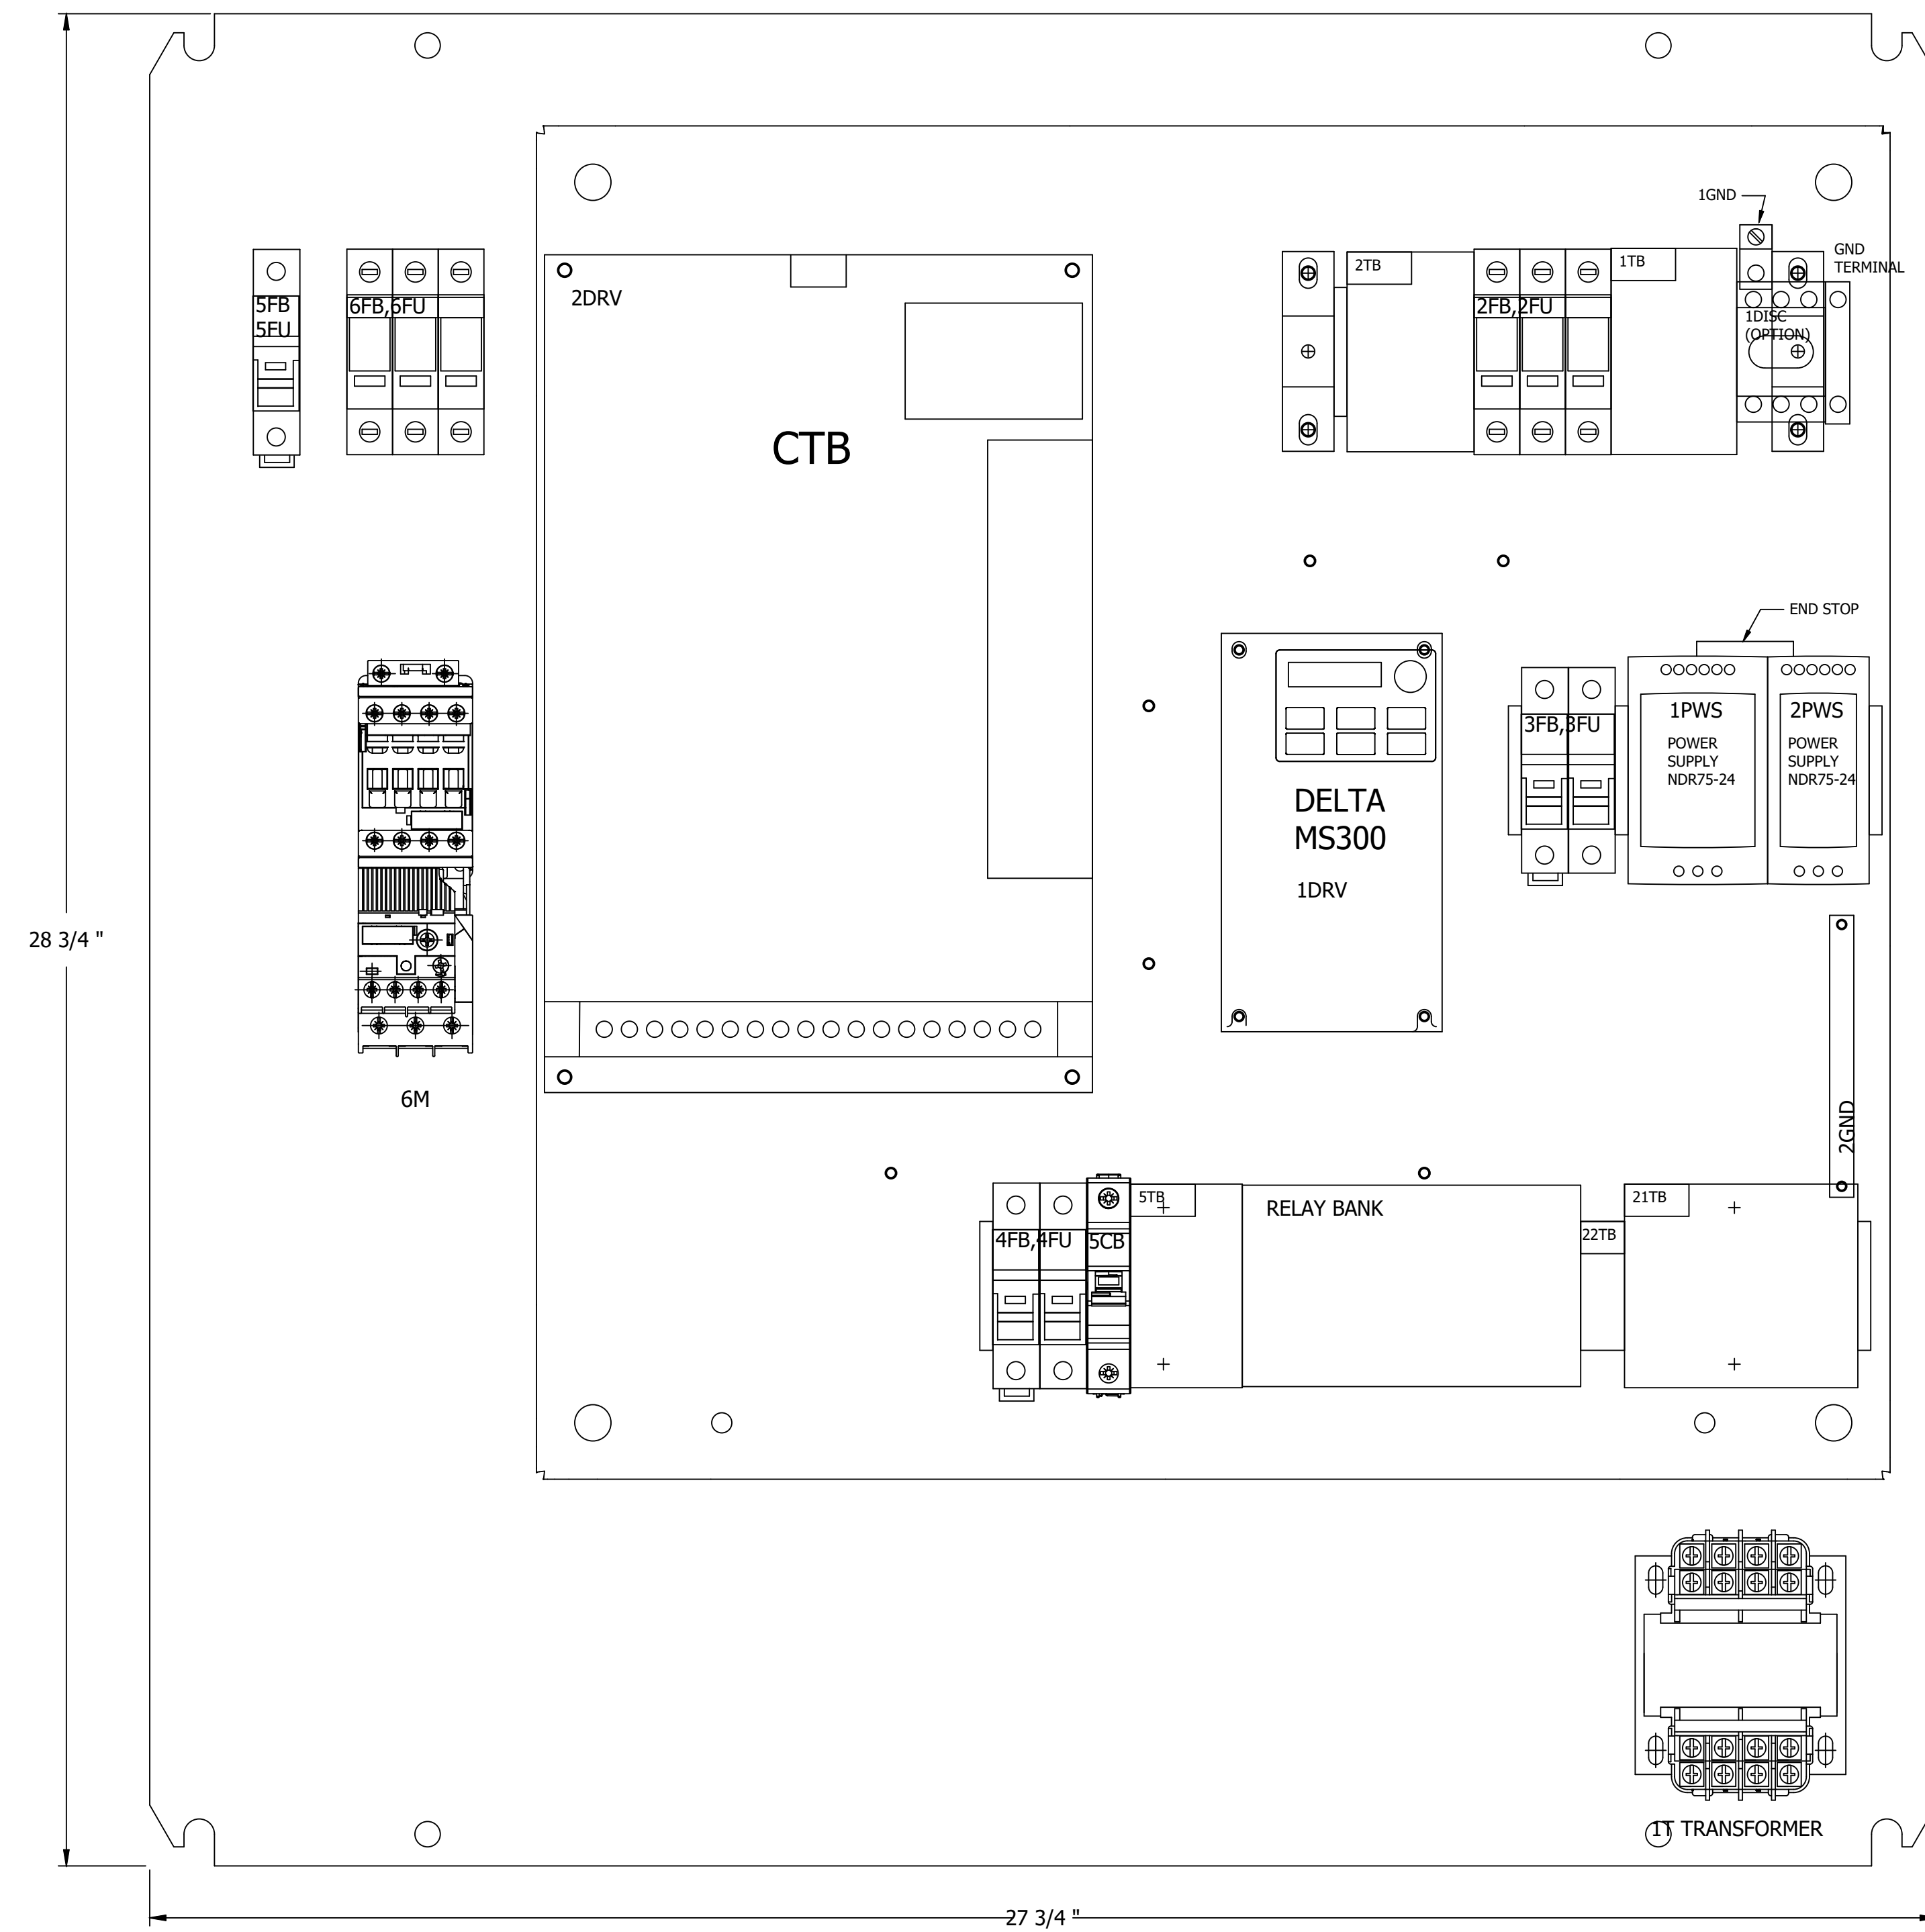 1GND
GND
TERMINAL
2TB
1TB
5FB
5FU
6FB,6FU
2DRV
2FB,2FU
1DISC
(OPTION)
CTB
END STOP
3FB,3FU
1PWS
POWER
SUPPLY
NDR75-24
2PWS
POWER
SUPPLY
NDR75-24
DELTA
MS300
1DRV
28 3/4 "
6M
2GND
4FB,4FU
5CB
5TB
RELAY BANK
22TB
21TB
1T TRANSFORMER
27 3/4 "